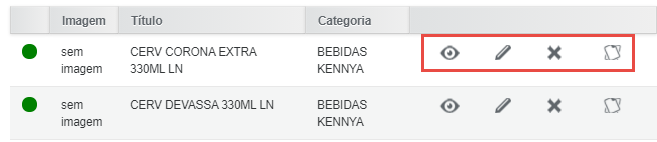 Imagem Título Categoria
sem CERV CORONA EXTRA BEBIDAS
imagem 330ML LN KENNYA
sem CERV DEVASSA 330ML LN BEBIDAS
imagem KENNYA